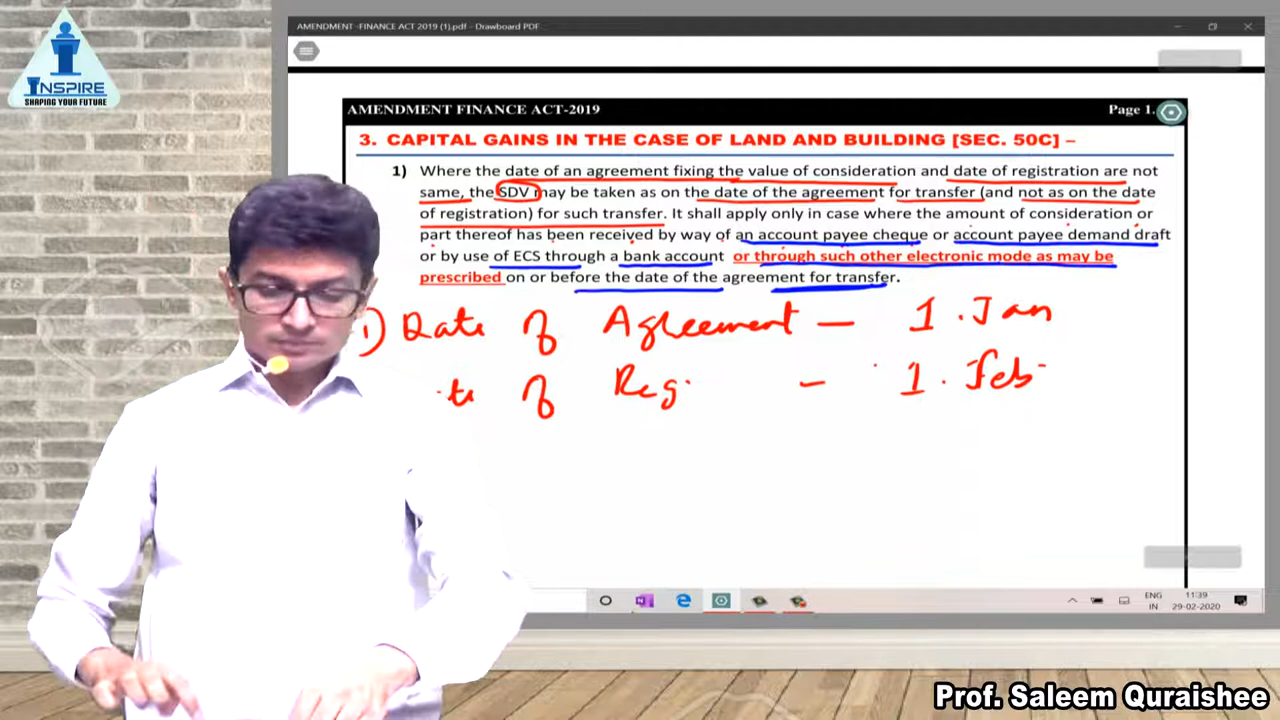 INSPIRE
SHAPING YOUR FUTURE
AMENDMENT -FINANCE ACT 2019 (1).pdf - Drawboard PDF
AMENDMENT FINANCE ACT-2019 Page 1.
3. CAPITAL GAINS IN THE CASE OF LAND AND BUILDING [SEC. 50C] –
1) Where the date of an agreement fixing the value of consideration and date of registration are not
same, the SDV may be taken as on the date of the agreement for transfer (and not as on the date
of registration) for such transfer. It shall apply only in case where the amount of consideration or
part thereof has been received by way of an account payee cheque or account payee demand draft
or by use of ECS through a bank account or through such other electronic mode as may be
prescribed on or before the date of the agreement for transfer.
1) Date of Agreement – 1. Jan
te of Reg. – 1. Feb
ENG 11:39
IN 29-02-2020
Prof. Saleem Quraishee